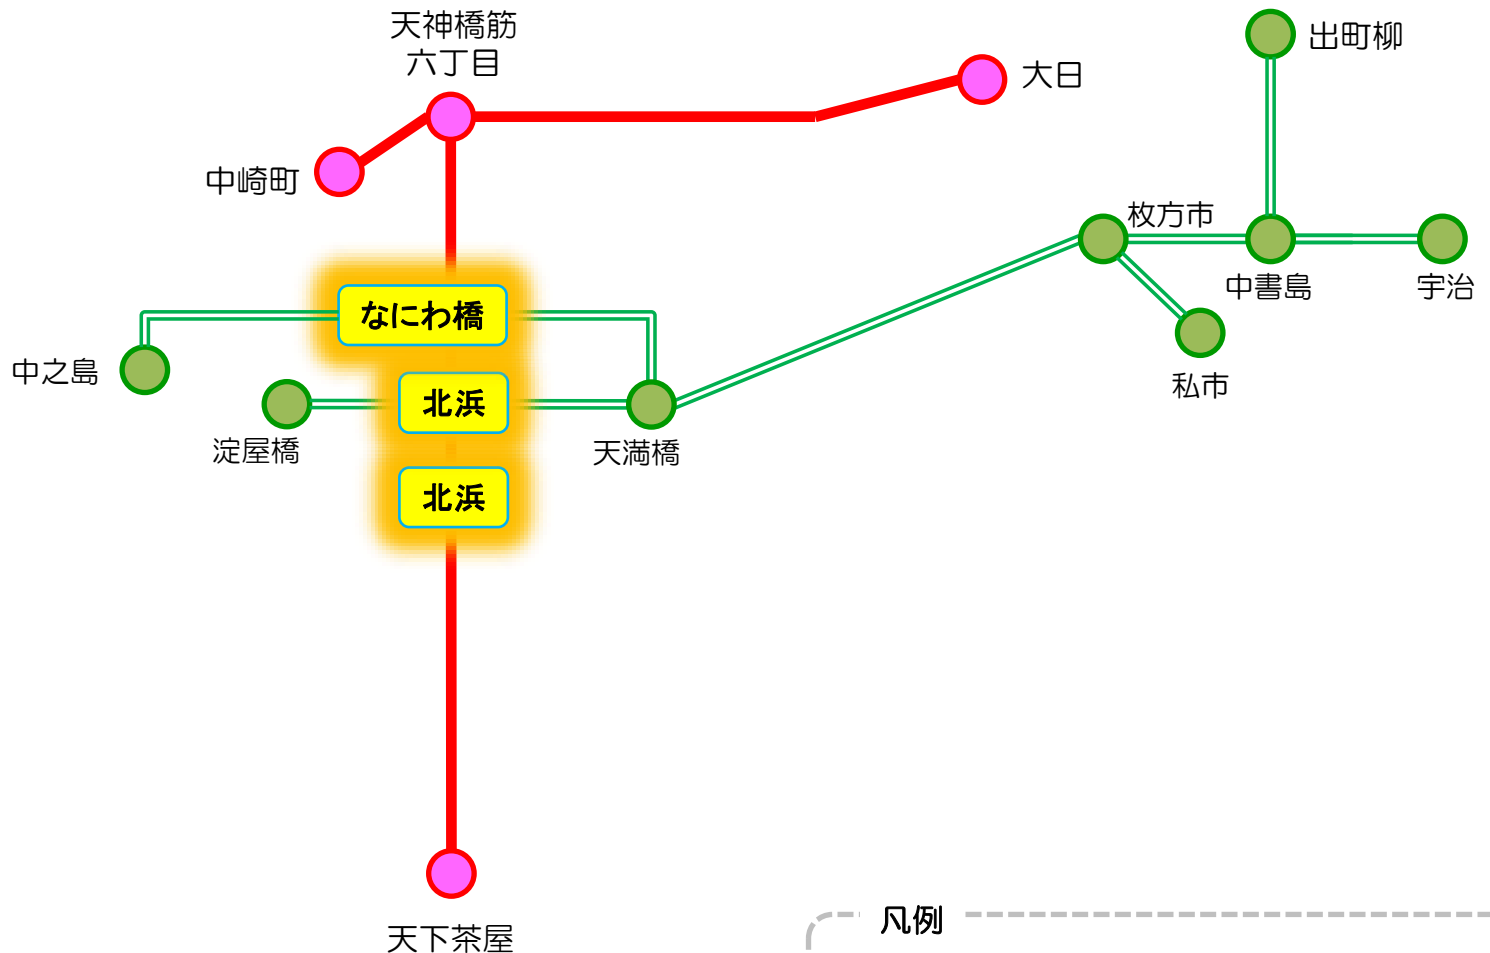 天神橋筋
六丁目
大日
出町柳
中崎町
枚方市
中書島
宇治
なにわ橋
中之島
北浜
私市
淀屋橋
天満橋
北浜
天下茶屋
凡例